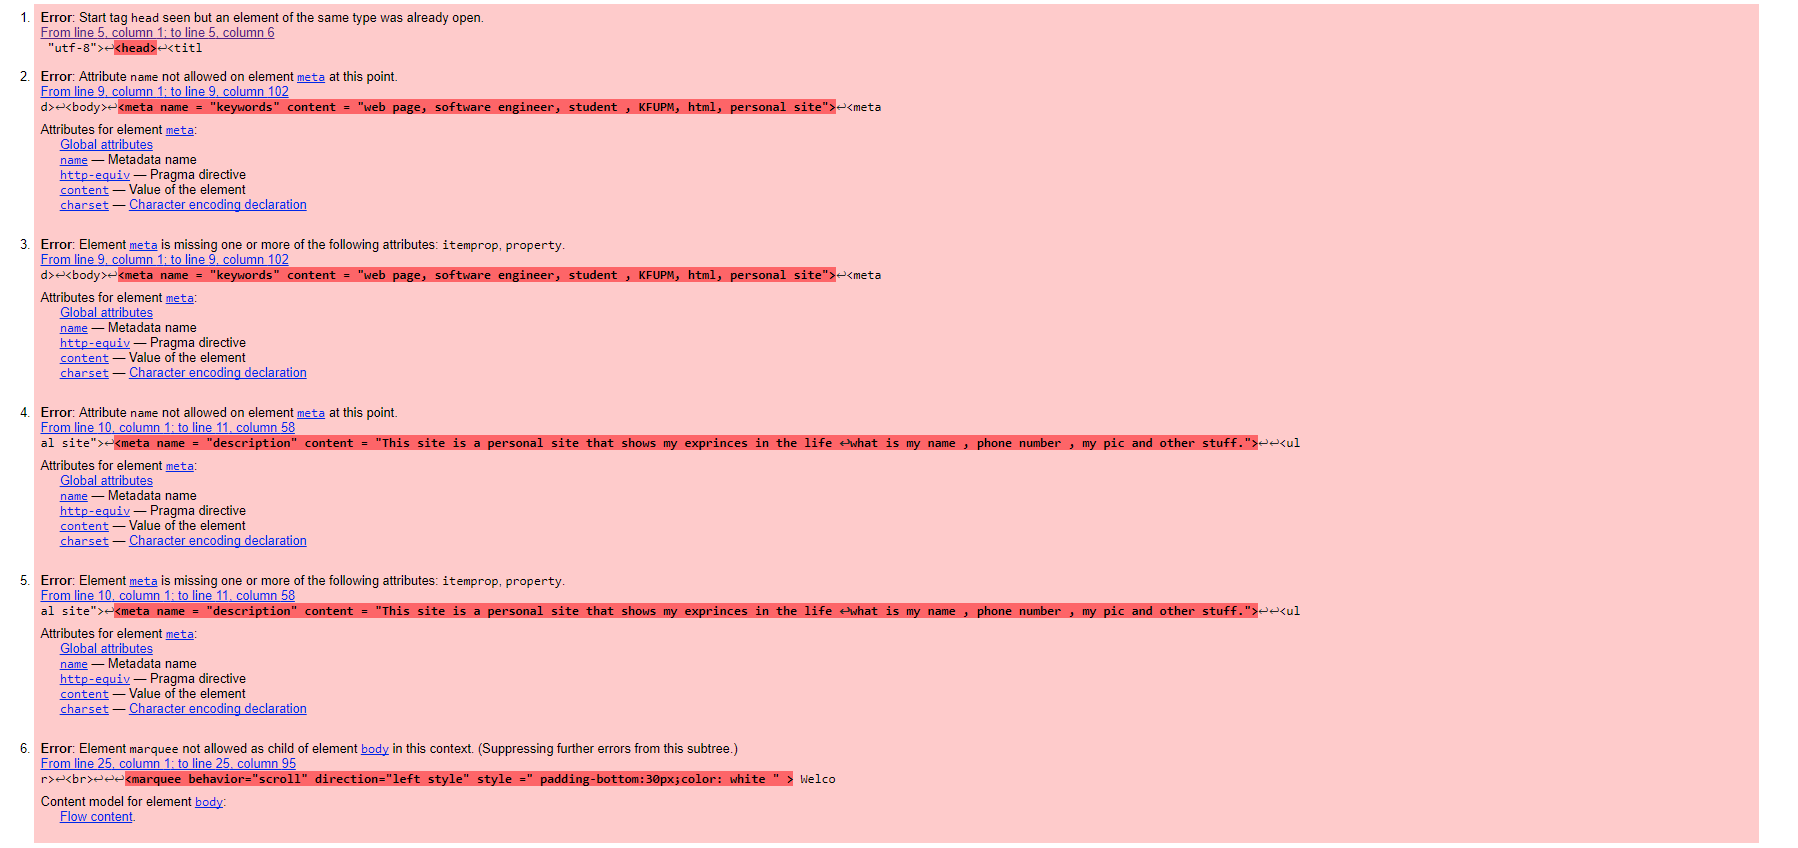 1. Error: Start tag head seen but an element of the same type was already open.
From line 5, column 1; to line 5, column 6
"utf-8">↩<head>↩<titl
2. Error: Attribute name not allowed on element meta at this point.
From line 9, column 1; to line 9, column 102
d>↩<body>↩<meta name = "keywords" content = "web page, software engineer, student , KFUPM, html, personal site">↩<meta
Attributes for element meta:
Global attributes
name — Metadata name
http-equiv — Pragma directive
content — Value of the element
charset — Character encoding declaration
3. Error: Element meta is missing one or more of the following attributes: itemprop, property.
From line 9, column 1; to line 9, column 102
d>↩<body>↩<meta name = "keywords" content = "web page, software engineer, student , KFUPM, html, personal site">↩<meta
Attributes for element meta:
Global attributes
name — Metadata name
http-equiv — Pragma directive
content — Value of the element
charset — Character encoding declaration
4. Error: Attribute name not allowed on element meta at this point.
From line 10, column 1; to line 11, column 58
al site">↩<meta name = "description" content = "This site is a personal site that shows my exprinces in the life ↩what is my name , phone number , my pic and other stuff.">↩↩<ul
Attributes for element meta:
Global attributes
name — Metadata name
http-equiv — Pragma directive
content — Value of the element
charset — Character encoding declaration
5. Error: Element meta is missing one or more of the following attributes: itemprop, property.
From line 10, column 1; to line 11, column 58
al site">↩<meta name = "description" content = "This site is a personal site that shows my exprinces in the life ↩what is my name , phone number , my pic and other stuff.">↩↩<ul
Attributes for element meta:
Global attributes
name — Metadata name
http-equiv — Pragma directive
content — Value of the element
charset — Character encoding declaration
6. Error: Element marquee not allowed as child of element body in this context. (Suppressing further errors from this subtree.)
From line 25, column 1; to line 25, column 95
r>↩<br>↩↩↩<marquee behavior="scroll" direction="left style" style =" padding-bottom:30px;color: white " > Welco
Content model for element body:
Flow content.